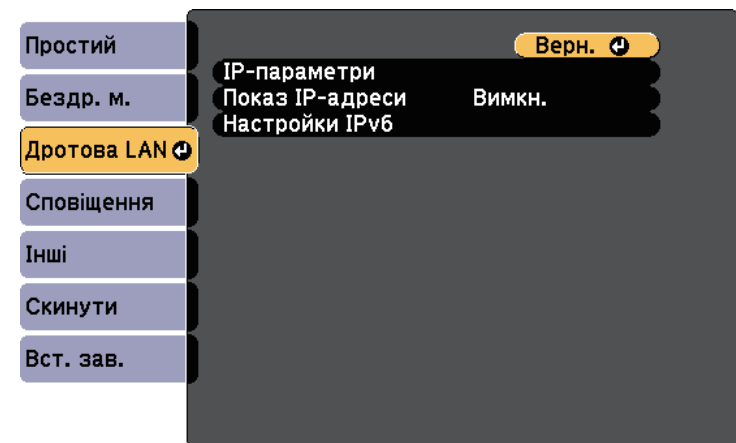 Простий
Бездр. м.
Дротова LAN
Сповіщення
Інші
Скинути
Вст. зав.
Верн.
IP-параметри
Показ IP-адреси Вимкн.
Настройки IPv6